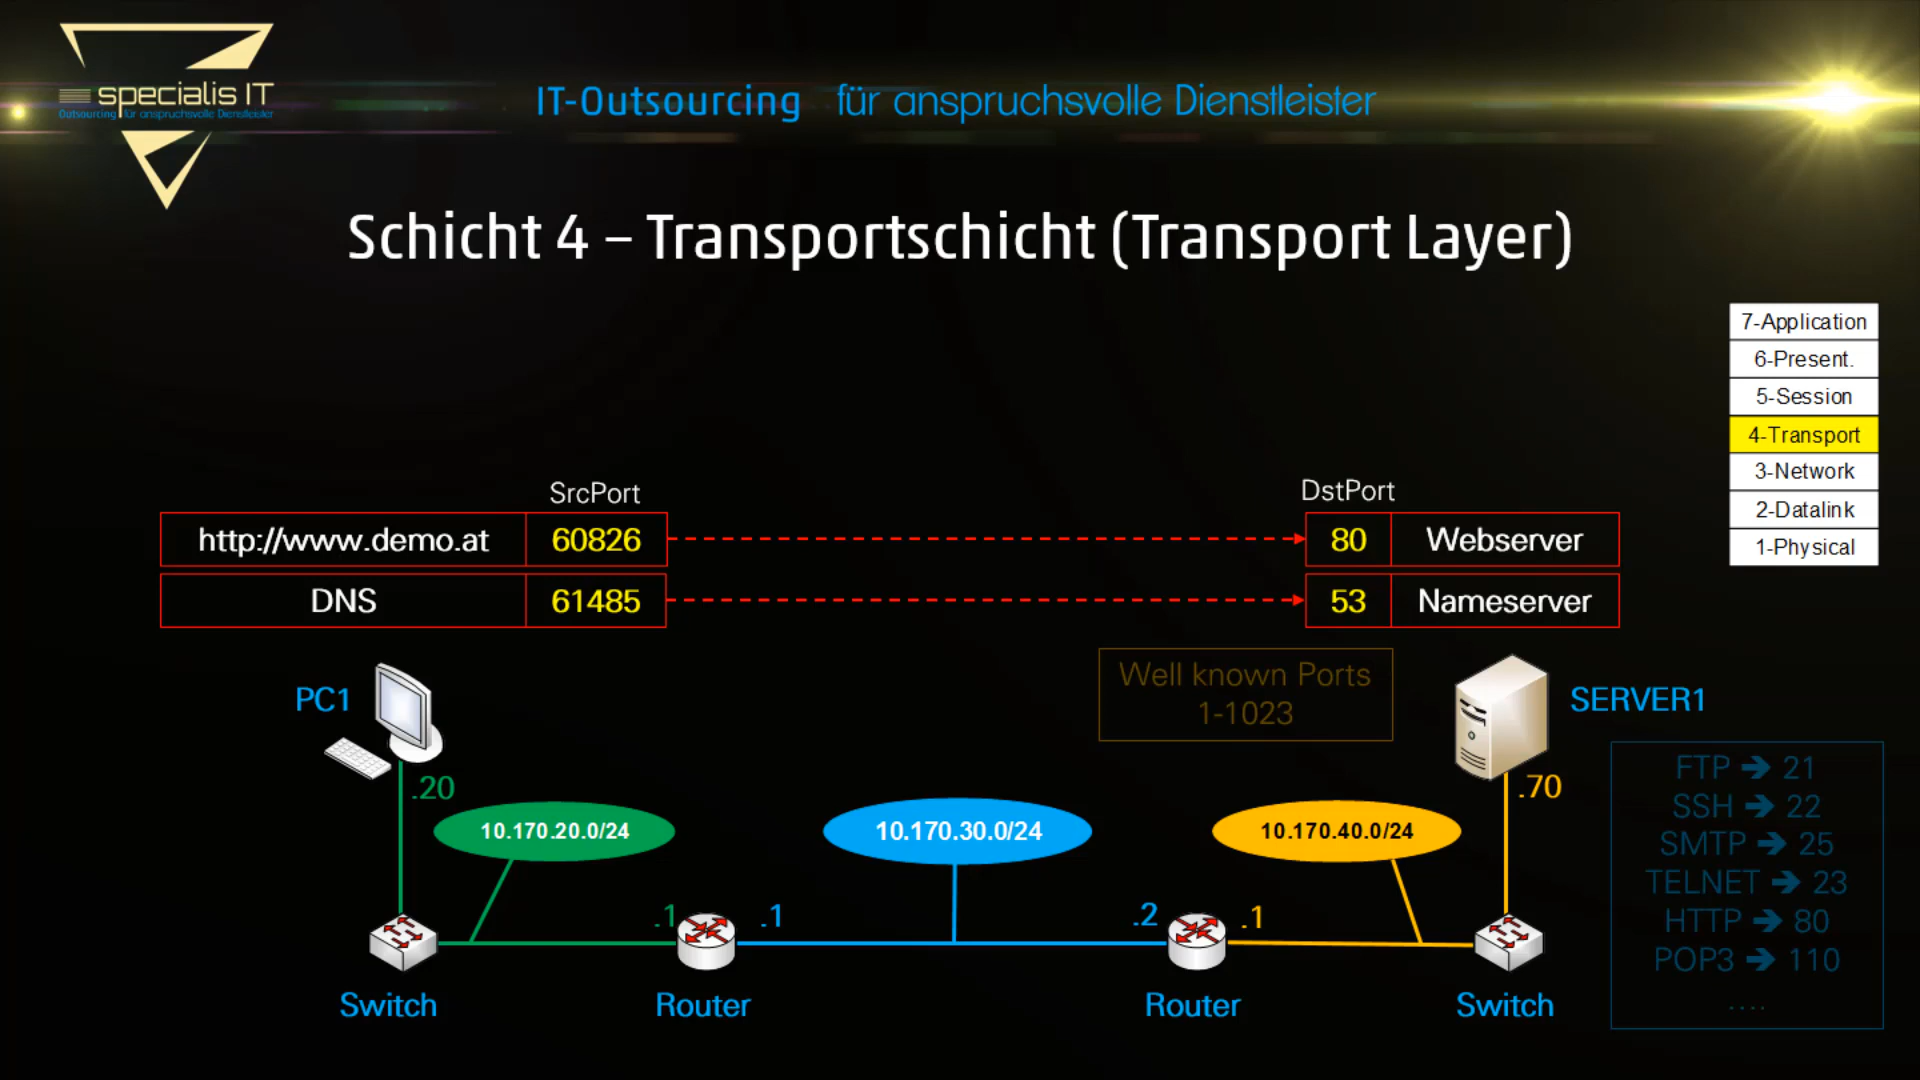 specialis IT
Outsourcing für anspruchsvolle Dienstleister
IT-Outsourcing für anspruchsvolle Dienstleister
Schicht 4 – Transportschicht (Transport Layer)
7-Application
6-Present.
5-Session
4-Transport
3-Network
2-Datalink
1-Physical
SrcPort
DstPort
http://www.demo.at 60826
80 Webserver
DNS 61485
53 Nameserver
Well known Ports
1-1023
PC1
SERVER1
.20
.70
10.170.20.0/24
10.170.30.0/24
10.170.40.0/24
FTP ➔ 21
SSH ➔ 22
SMTP ➔ 25
TELNET ➔ 23
HTTP ➔ 80
POP3 ➔ 110
....
.1
.1
.2
.1
Switch
Router
Router
Switch